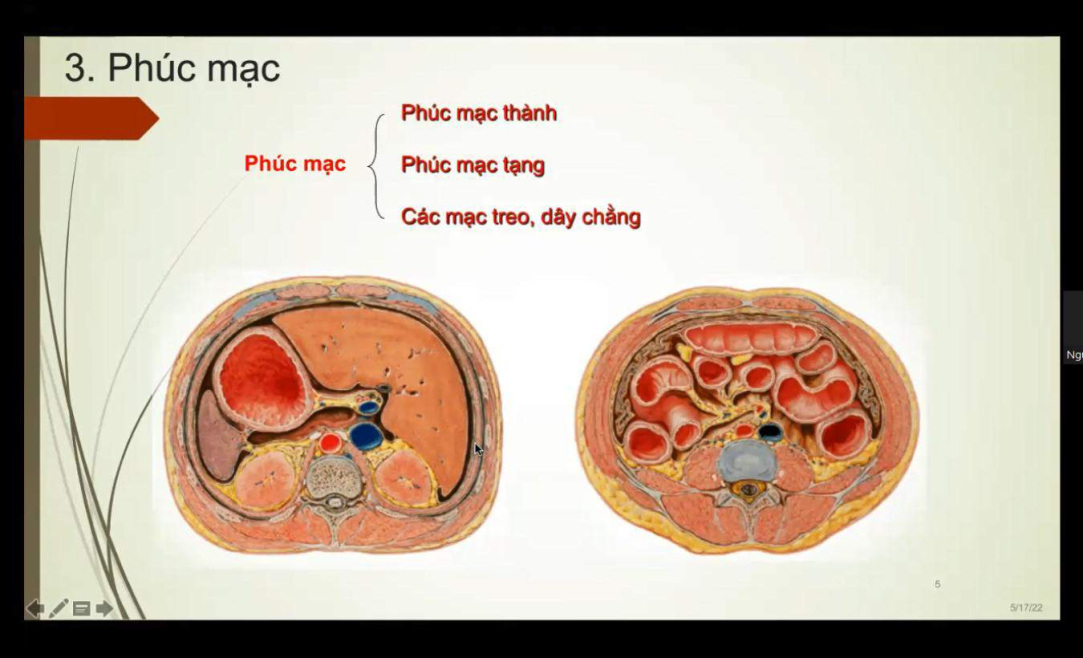 3. Phúc mạc
Phúc mạc thành
Phúc mạc
Phúc mạc tạng
Các mạc treo, dây chằng
5
5/17/22